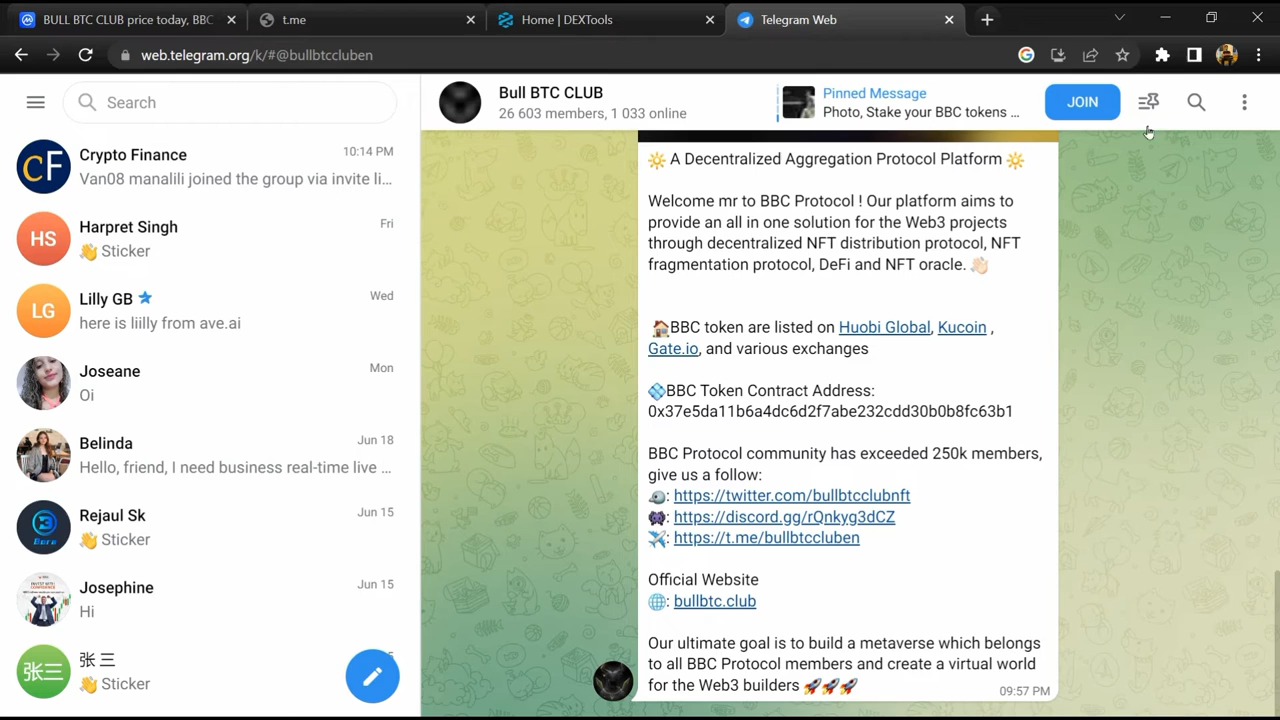 BULL BTC CLUB price today, BBC
t.me
Home | DEXTools
Telegram Web
web.telegram.org/k/#@bullbtccluben
Search
Crypto Finance
10:14 PM
Van08 manalili joined the group via invite li...
HS
Harpret Singh
Fri
👋 Sticker
LG
Lilly GB
Wed
here is liilly from ave.ai
Joseane
Mon
Oi
Belinda
Jun 18
Hello, friend, I need business real-time live ...
Rejaul Sk
Jun 15
👋 Sticker
Josephine
Jun 15
Hi
张三
张 三
👋 Sticker
Bull BTC CLUB
26 603 members, 1 033 online
Pinned Message
Photo, Stake your BBC tokens ...
JOIN
🔆 A Decentralized Aggregation Protocol Platform 🔆
Welcome mr to BBC Protocol ! Our platform aims to
provide an all in one solution for the Web3 projects
through decentralized NFT distribution protocol, NFT
fragmentation protocol, DeFi and NFT oracle. 👋🏻
🏠BBC token are listed on Huobi Global, Kucoin ,
Gate.io, and various exchanges
💠BBC Token Contract Address:
0x37e5da11b6a4dc6d2f7abe232cdd30b0b8fc63b1
BBC Protocol community has exceeded 250k members,
give us a follow:
🐦: https://twitter.com/bullbtcclubnft
👾: https://discord.gg/rQnkyg3dCZ
✈️: https://t.me/bullbtccluben
Official Website
🌐: bullbtc.club
Our ultimate goal is to build a metaverse which belongs
to all BBC Protocol members and create a virtual world
for the Web3 builders 🚀🚀🚀
09:57 PM